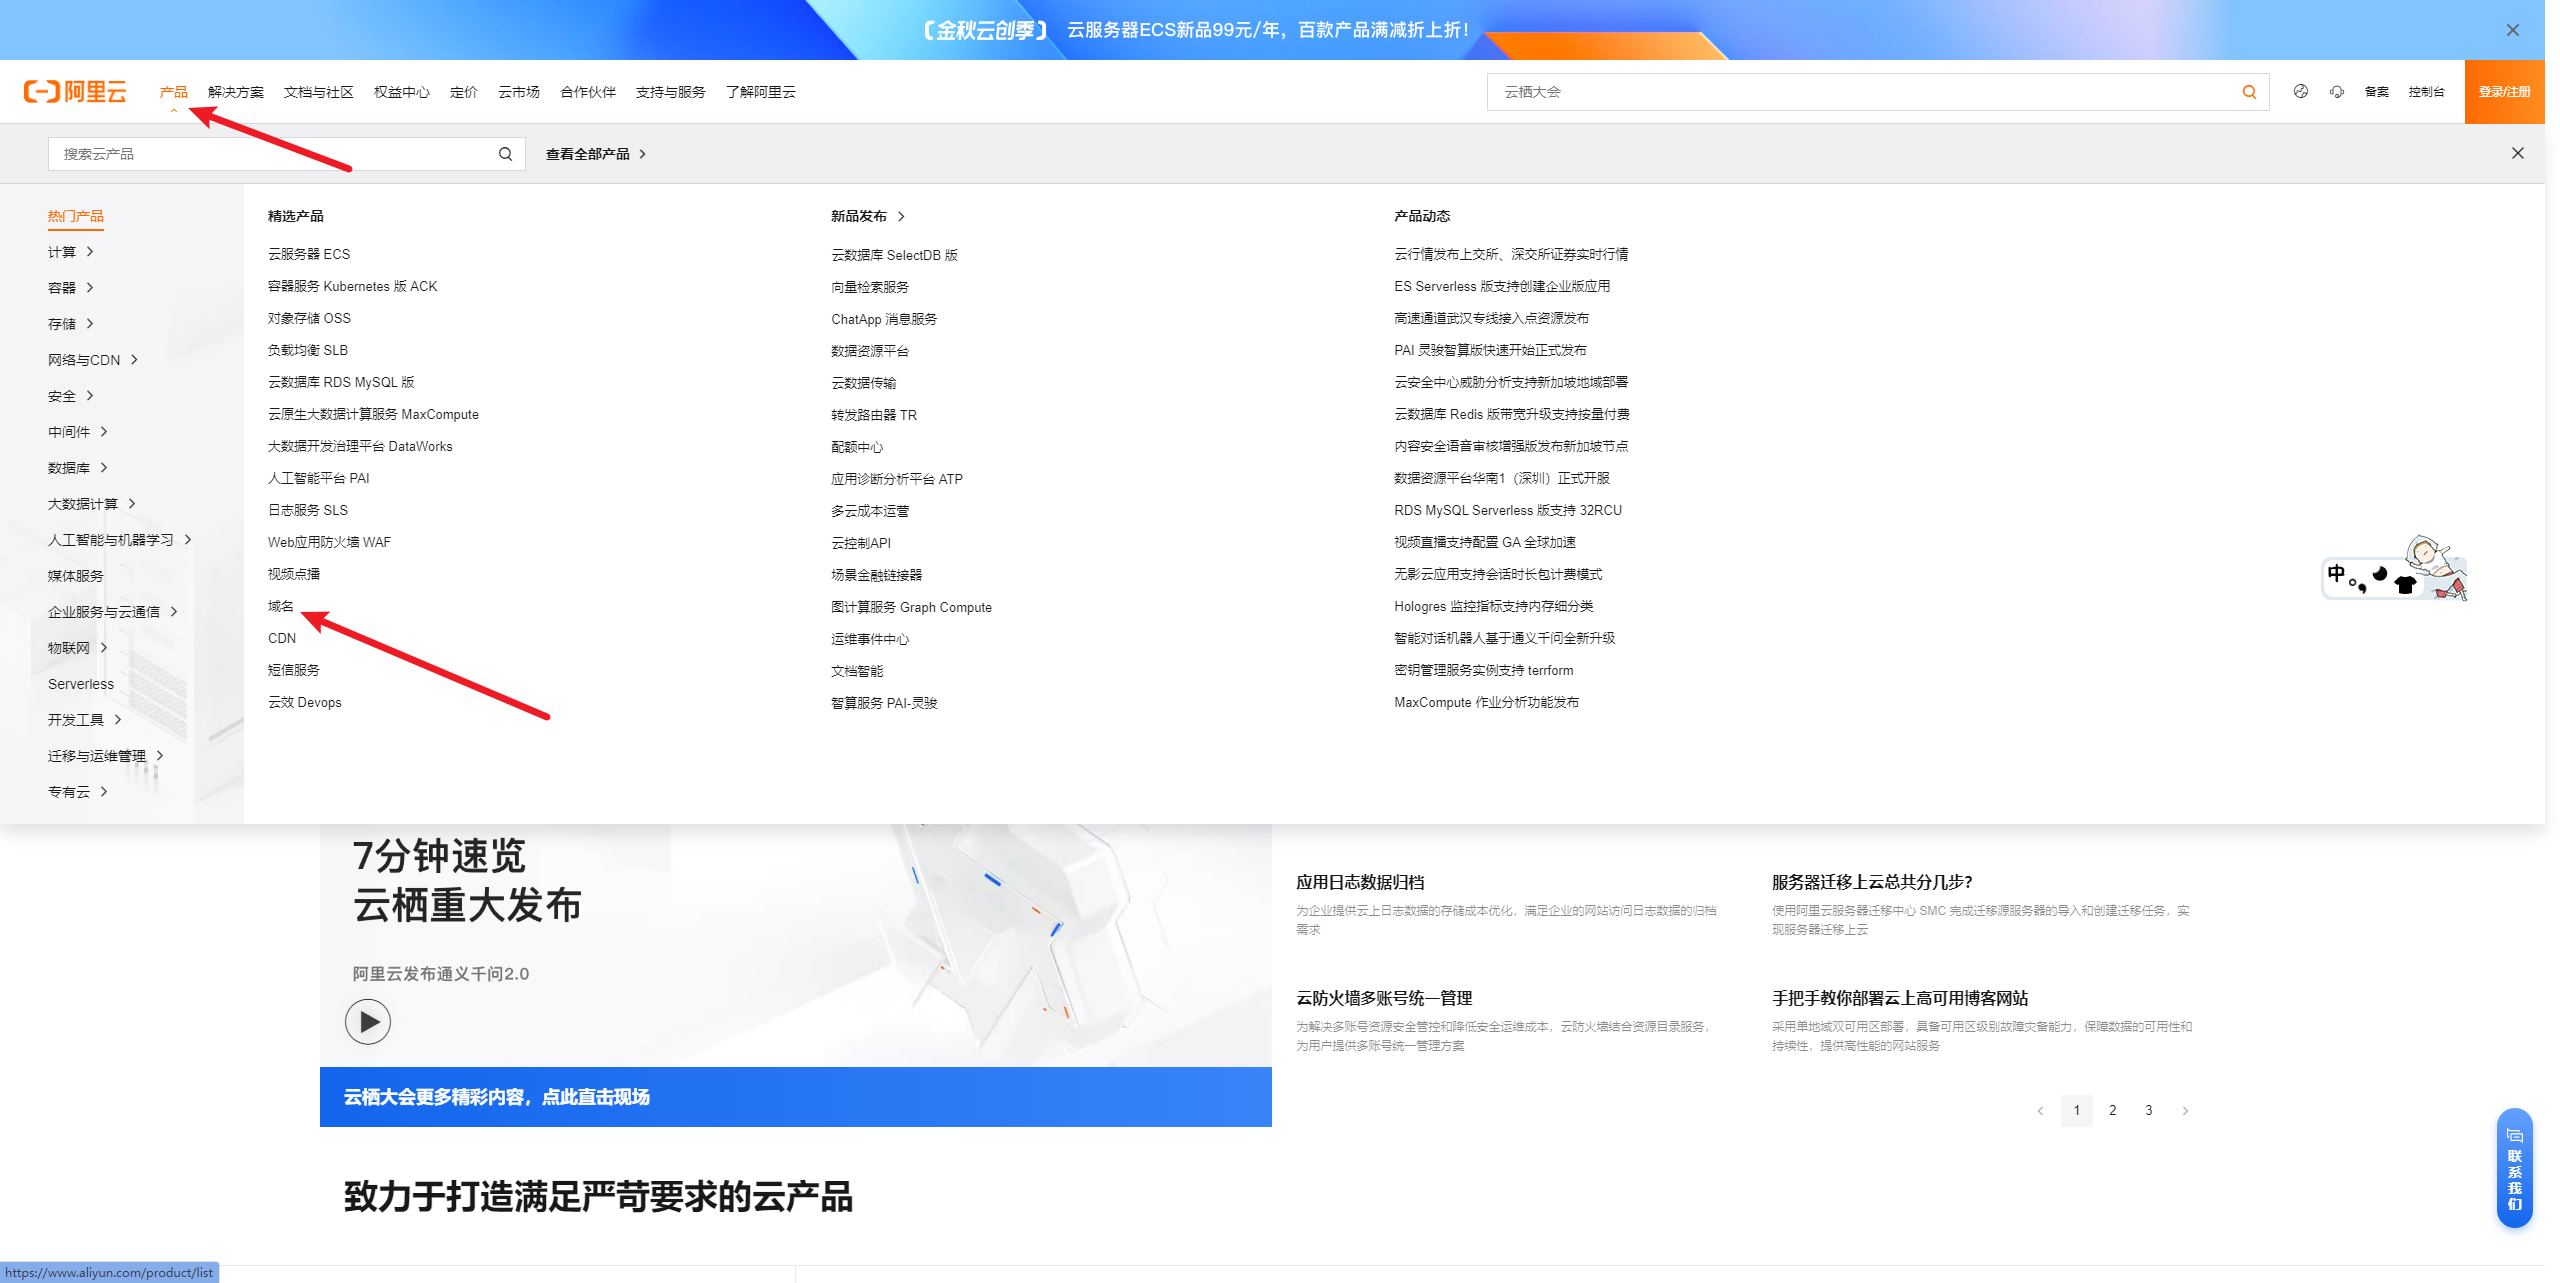 【金秋云创季】 云服务器ECS新品99元/年，百款产品满减折上折！
阿里云 产品 解决方案 文档与社区 权益中心 定价 云市场 合作伙伴 支持与服务 了解阿里云 云栖大会 备案 控制台 登录/注册
搜索云产品 查看全部产品
热门产品
计算
容器
存储
网络与CDN
安全
中间件
数据库
大数据计算
人工智能与机器学习
媒体服务
企业服务与云通信
物联网
Serverless
开发工具
迁移与运维管理
专有云
精选产品
云服务器 ECS
容器服务 Kubernetes 版 ACK
对象存储 OSS
负载均衡 SLB
云数据库 RDS MySQL 版
云原生大数据计算服务 MaxCompute
大数据开发治理平台 DataWorks
人工智能平台 PAI
日志服务 SLS
Web应用防火墙 WAF
视频点播
域名
CDN
短信服务
云效 Devops
新品发布
云数据库 SelectDB 版
向量检索服务
ChatApp 消息服务
数据资源平台
云数据传输
转发路由器 TR
配额中心
应用诊断分析平台 ATP
多云成本运营
云控制API
场景金融链接器
图计算服务 Graph Compute
运维事件中心
文档智能
智算服务 PAI-灵骏
产品动态
云行情发布上交所、深交所证券实时行情
ES Serverless 版支持创建企业版应用
高速通道武汉专线接入点资源发布
PAI 灵骏智算版快速开始正式发布
云安全中心威胁分析支持新加坡地域部署
云数据库 Redis 版带宽升级支持按量付费
内容安全语音审核增强版发布新加坡节点
数据资源平台华南1（深圳）正式开服
RDS MySQL Serverless 版支持 32RCU
视频直播支持配置 GA 全球加速
无影云应用支持会话时长包计费模式
Hologres 监控指标支持内存细分类
智能对话机器人基于通义千问全新升级
密钥管理服务实例支持 terrform
MaxCompute 作业分析功能发布
中
7分钟速览
云栖重大发布
阿里云发布通义千问2.0
云栖大会更多精彩内容，点此直击现场
应用日志数据归档
为企业提供云上日志数据的存储成本优化，满足企业的网站访问日志数据的归档
需求
服务器迁移上云总共分几步?
使用阿里云服务器迁移中心 SMC 完成迁移源服务器的导入和创建迁移任务，实
现服务器迁移上云
云防火墙多账号统一管理
为解决多账号资源安全管控和降低安全运维成本，云防火墙结合资源目录服务，
为用户提供多账号统一管理方案
手把手教你部署云上高可用博客网站
采用单地域双可用区部署，具备可用区级别故障灾备能力，保障数据的可用性和
持续性，提供高性能的网站服务
1 2 3
联系我们
致力于打造满足严苛要求的云产品
https://www.aliyun.com/product/list